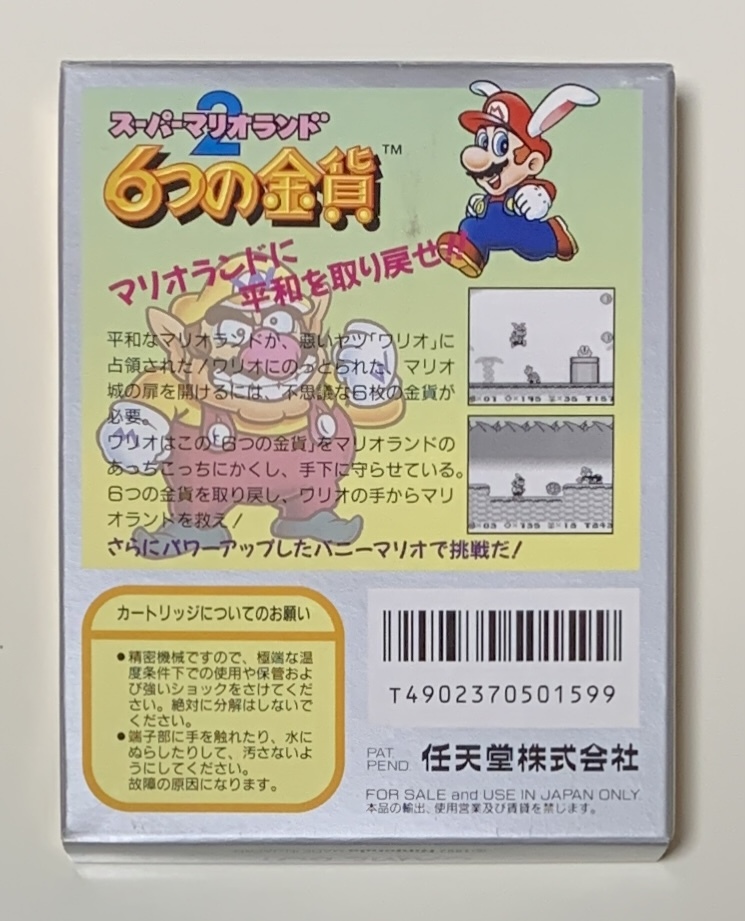 スーパーマリオランド2
6つの金貨™
マリオランドに
平和を取り戻せ!!
平和なマリオランドが、悪いヤツ「ワリオ」に
占領された!ワリオにのっとられた、マリオ
城の扉を開けるには、不思議な6枚の金貨が
必要。
ワリオはこの「6つの金貨」をマリオランドの
あっちこっちにかくし、手下に守らせている。
6つの金貨を取り戻し、ワリオの手からマリ
オランドを救え!
さらにパワーアップしたバニーマリオで挑戦だ!
カートリッジについてのお願い
●精密機械ですので、極端な温
度条件下での使用や保管およ
び強いショックをさけてくだ
さい。絶対に分解はしないで
ください。
●端子部に手を触れたり、水に
ぬらしたりして、汚さないよ
うにしてください。
故障の原因になります。
T4902370501599
PAT.
PEND.
任天堂株式会社
FOR SALE and USE IN JAPAN ONLY
本品の輸出、使用営業及び賃貸を禁じます。